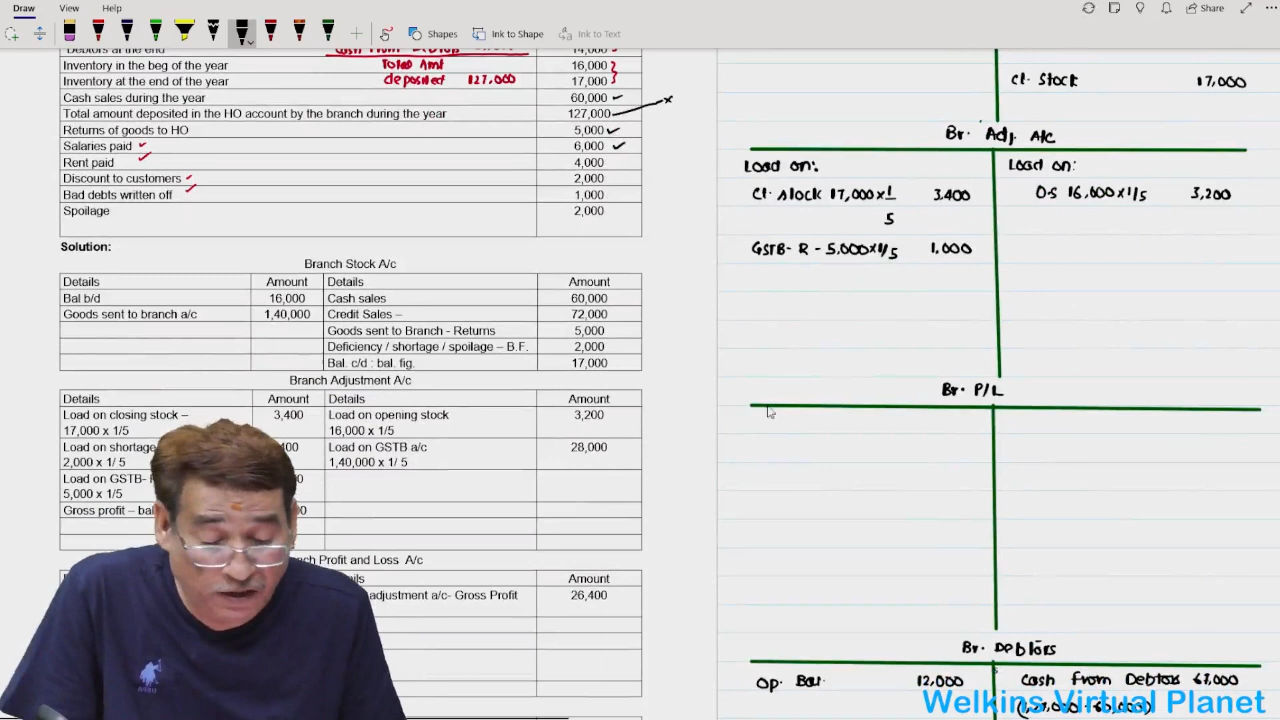 Draw View Help
Share
Shapes Ink to Shape Ink to Text
Debtors at the end 14,000
Cash From Debtors
Inventory in the beg of the year Total Amt 16,000
Inventory at the end of the year deposited 127,000 17,000
Cash sales during the year 60,000
Total amount deposited in the HO account by the branch during the year 127,000
Returns of goods to HO 5,000
Salaries paid 6,000
Rent paid 4,000
Discount to customers 2,000
Bad debts written off 1,000
Spoilage 2,000
Solution:
Branch Stock A/c
Details Amount Details Amount
Bal b/d 16,000 Cash sales 60,000
Goods sent to branch a/c 1,40,000 Credit Sales – 72,000
Goods sent to Branch - Returns 5,000
Deficiency / shortage / spoilage – B.F. 2,000
Bal. c/d : bal. fig. 17,000
Branch Adjustment A/c
Details Amount Details Amount
Load on closing stock – 3,400 Load on opening stock 3,200
17,000 x 1/5 16,000 x 1/5
Load on shortage 400 Load on GSTB a/c 28,000
2,000 x 1/ 5 1,40,000 x 1/ 5
Load on GSTB-
5,000 x 1/5
Gross profit – bal
Profit and Loss A/c
Amount
adjustment a/c- Gross Profit 26,400
Cl. Stock 17,000
Br. Adj. A/c
Load on: Load on:
Cl. Stock 17,000 x 1 3,400 O.S 16,000 x 1/5 3,200
5
GSTB- R - 5,000 x 1/5 1,000
Br. P/L
Br. Debtors
Op. Bal. 12,000 Cash From Debtors 67,000
Welkins Virtual Planet